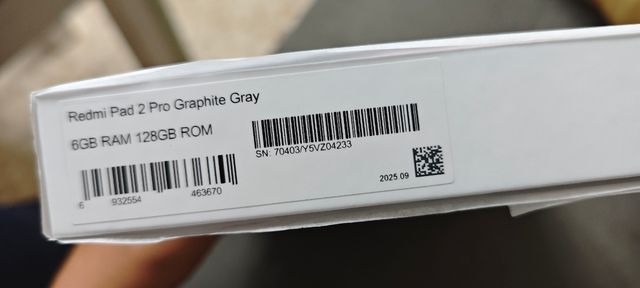 Redmi Pad 2 Pro Graphite Gray
6GB RAM 128GB ROM
SN: 70403/Y5VZ04233
6 932554 463670
2025.09